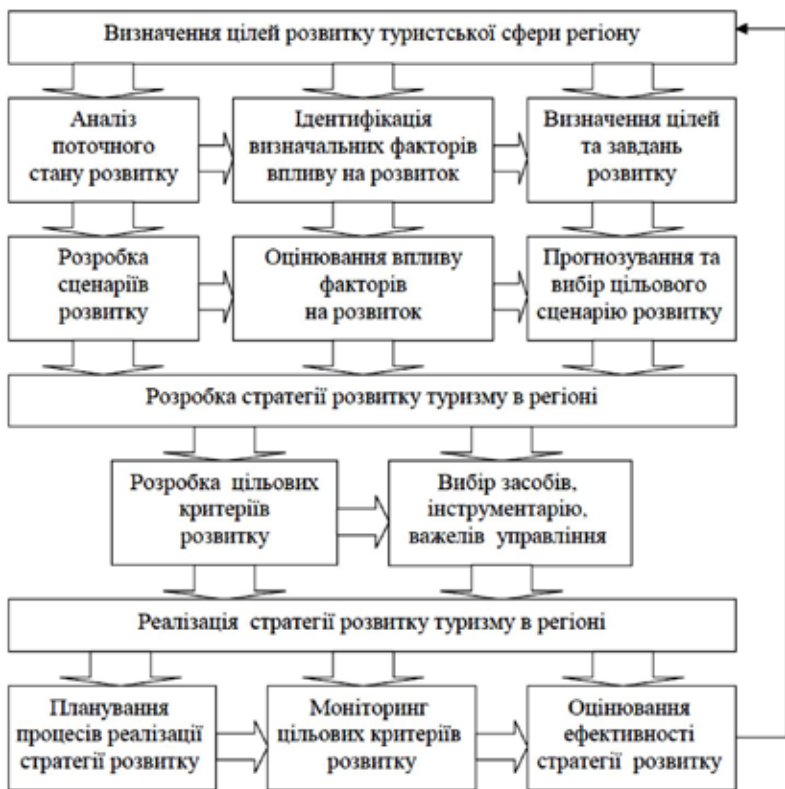 Визначення цілей розвитку туристської сфери регіону
Аналіз
поточного
стану розвитку
Ідентифікація
визначальних факторів
впливу на розвиток
Визначення цілей
та завдань
розвитку
Розробка
сценаріїв
розвитку
Оцінювання впливу
факторів
на розвиток
Прогнозування та
вибір цільового
сценарію розвитку
Розробка стратегії розвитку туризму в регіоні
Розробка цільових
критеріїв
розвитку
Вибір засобів,
інструментарію,
важелів управління
Реалізація стратегії розвитку туризму в регіоні
Планування
процесів реалізації
стратегії розвитку
Моніторинг
цільових критеріїв
розвитку
Оцінювання
ефективності
стратегії розвитку